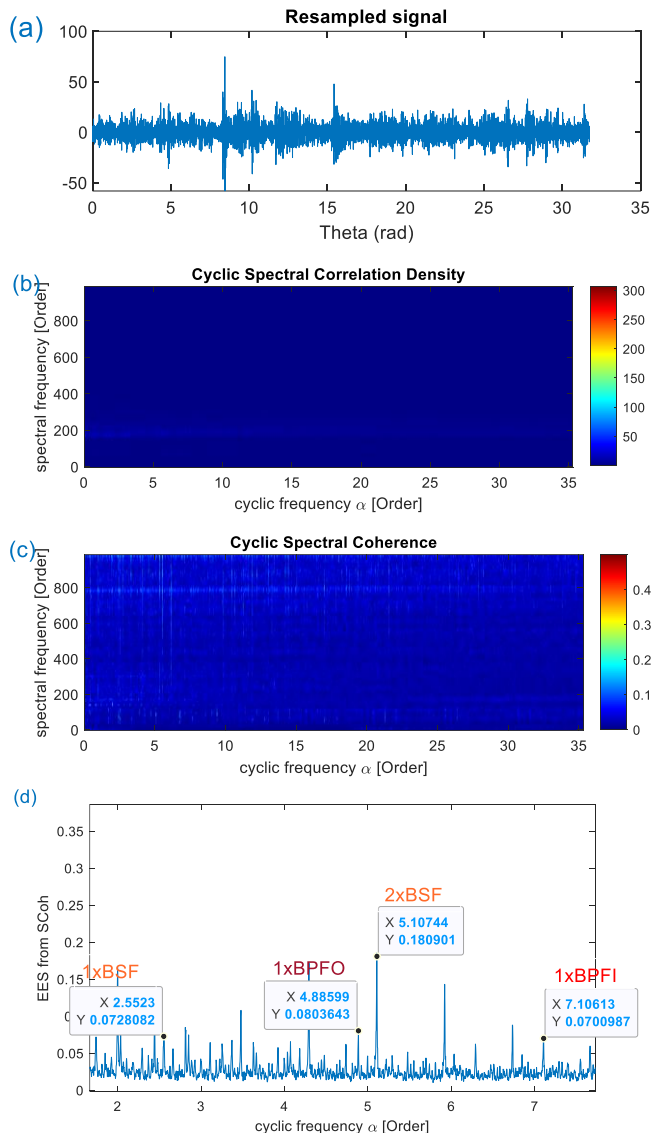 (a)
Resampled signal
100
50
0
-50
0 5 10 15 20 25 30 35
Theta (rad)
(b)
Cyclic Spectral Correlation Density
spectral frequency [Order]
800
600
400
200
0
0 5 10 15 20 25 30 35
cyclic frequency α [Order]
300
250
200
150
100
50
(c)
Cyclic Spectral Coherence
spectral frequency [Order]
800
600
400
200
0
0 5 10 15 20 25 30 35
cyclic frequency α [Order]
0.4
0.3
0.2
0.1
0
(d)
EES from SCoh
0.35
0.3
0.25
0.2
0.15
0.05
0
2xBSF
X 5.10744
Y 0.180901
1xBSF
X 2.5523
Y 0.0728082
1xBPFO
X 4.88599
Y 0.0803643
1xBPFI
X 7.10613
Y 0.0700987
2 3 4 5 6 7
cyclic frequency α [Order]